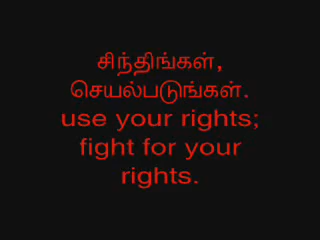 சிந்திங்கள்,
செயல்படுங்கள்.
use your rights;
fight for your
rights.